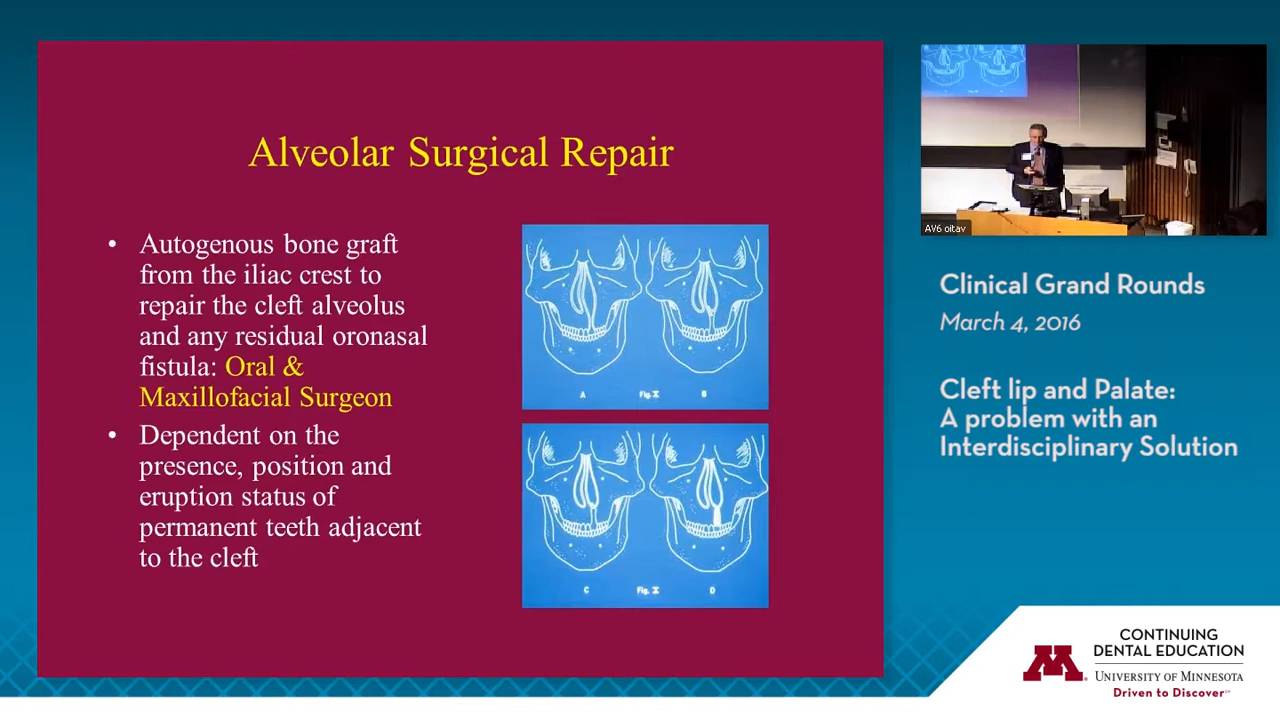 Alveolar Surgical Repair
• Autogenous bone graft
from the iliac crest to
repair the cleft alveolus
and any residual oronasal
fistula: Oral &
Maxillofacial Surgeon
• Dependent on the
presence, position and
eruption status of
permanent teeth adjacent
to the cleft
A Fig. X B
C Fig. X D
AV6 oitav
Clinical Grand Rounds
March 4, 2016
Cleft lip and Palate:
A problem with an
Interdisciplinary Solution
CONTINUING
DENTAL EDUCATION
M
UNIVERSITY OF MINNESOTA
Driven to Discover℠